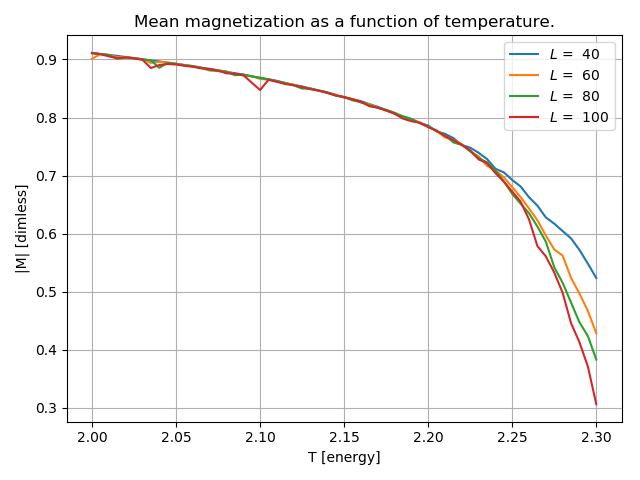 Mean magnetization as a function of temperature.
|M| [dimless]
0.9
0.8
0.7
0.6
0.5
0.4
0.3
L = 40
L = 60
L = 80
L = 100
2.00 2.05 2.10 2.15 2.20 2.25 2.30
T [energy]